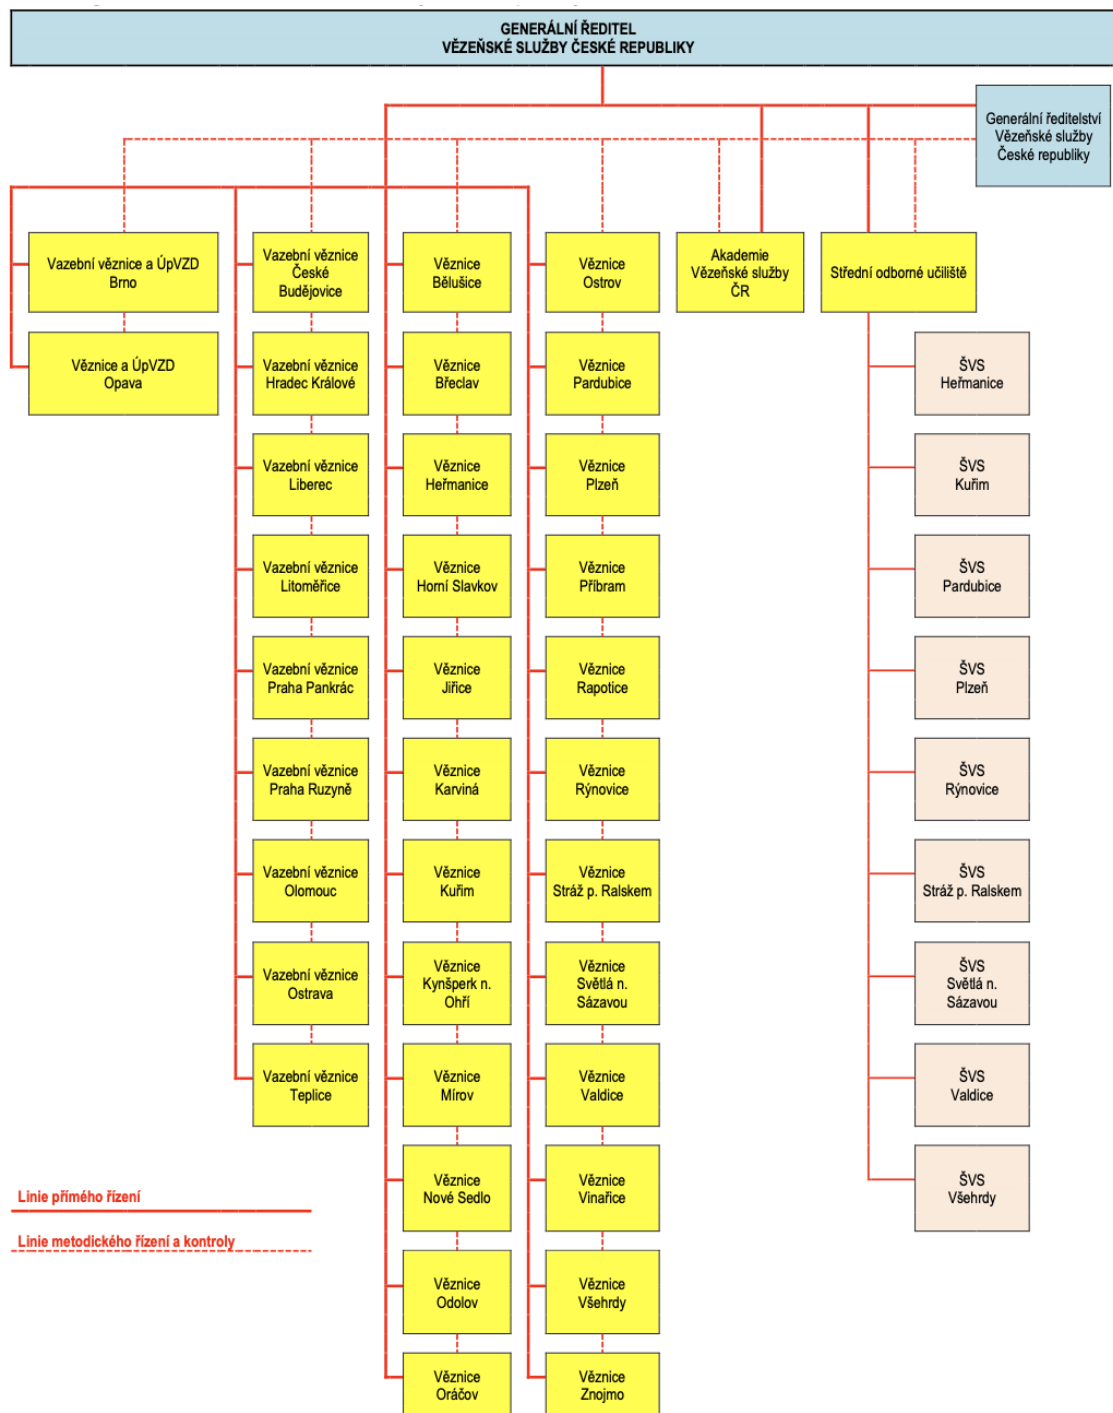 GENERÁLNÍ ŘEDITEL
VĚZEŇSKÉ SLUŽBY ČESKÉ REPUBLIKY
Generální ředitelství
Vězeňské služby
České republiky
Vazební věznice a ÚpVZD
Brno
Věznice a ÚpVZD
Opava
Vazební věznice
České
Budějovice
Vazební věznice
Hradec Králové
Vazební věznice
Liberec
Vazební věznice
Litoměřice
Vazební věznice
Praha Pankrác
Vazební věznice
Praha Ruzyně
Vazební věznice
Olomouc
Vazební věznice
Ostrava
Vazební věznice
Teplice
Věznice
Bělušice
Věznice
Břeclav
Věznice
Heřmanice
Věznice
Horní Slavkov
Věznice
Jiřice
Věznice
Karviná
Věznice
Kuřim
Věznice
Kynšperk n.
Ohří
Věznice
Mírov
Věznice
Nové Sedlo
Věznice
Odolov
Věznice
Oráčov
Věznice
Ostrov
Věznice
Pardubice
Věznice
Plzeň
Věznice
Příbram
Věznice
Rapotice
Věznice
Rýnovice
Věznice
Stráž p. Ralskem
Věznice
Světlá n.
Sázavou
Věznice
Valdice
Věznice
Vinařice
Věznice
Všehrdy
Věznice
Znojmo
Akademie
Vězeňské služby
ČR
Střední odborné učiliště
ŠVS
Heřmanice
ŠVS
Kuřim
ŠVS
Pardubice
ŠVS
Plzeň
ŠVS
Rýnovice
ŠVS
Stráž p. Ralskem
ŠVS
Světlá n.
Sázavou
ŠVS
Valdice
ŠVS
Všehrdy
Linie přímého řízení
Linie metodického řízení a kontroly